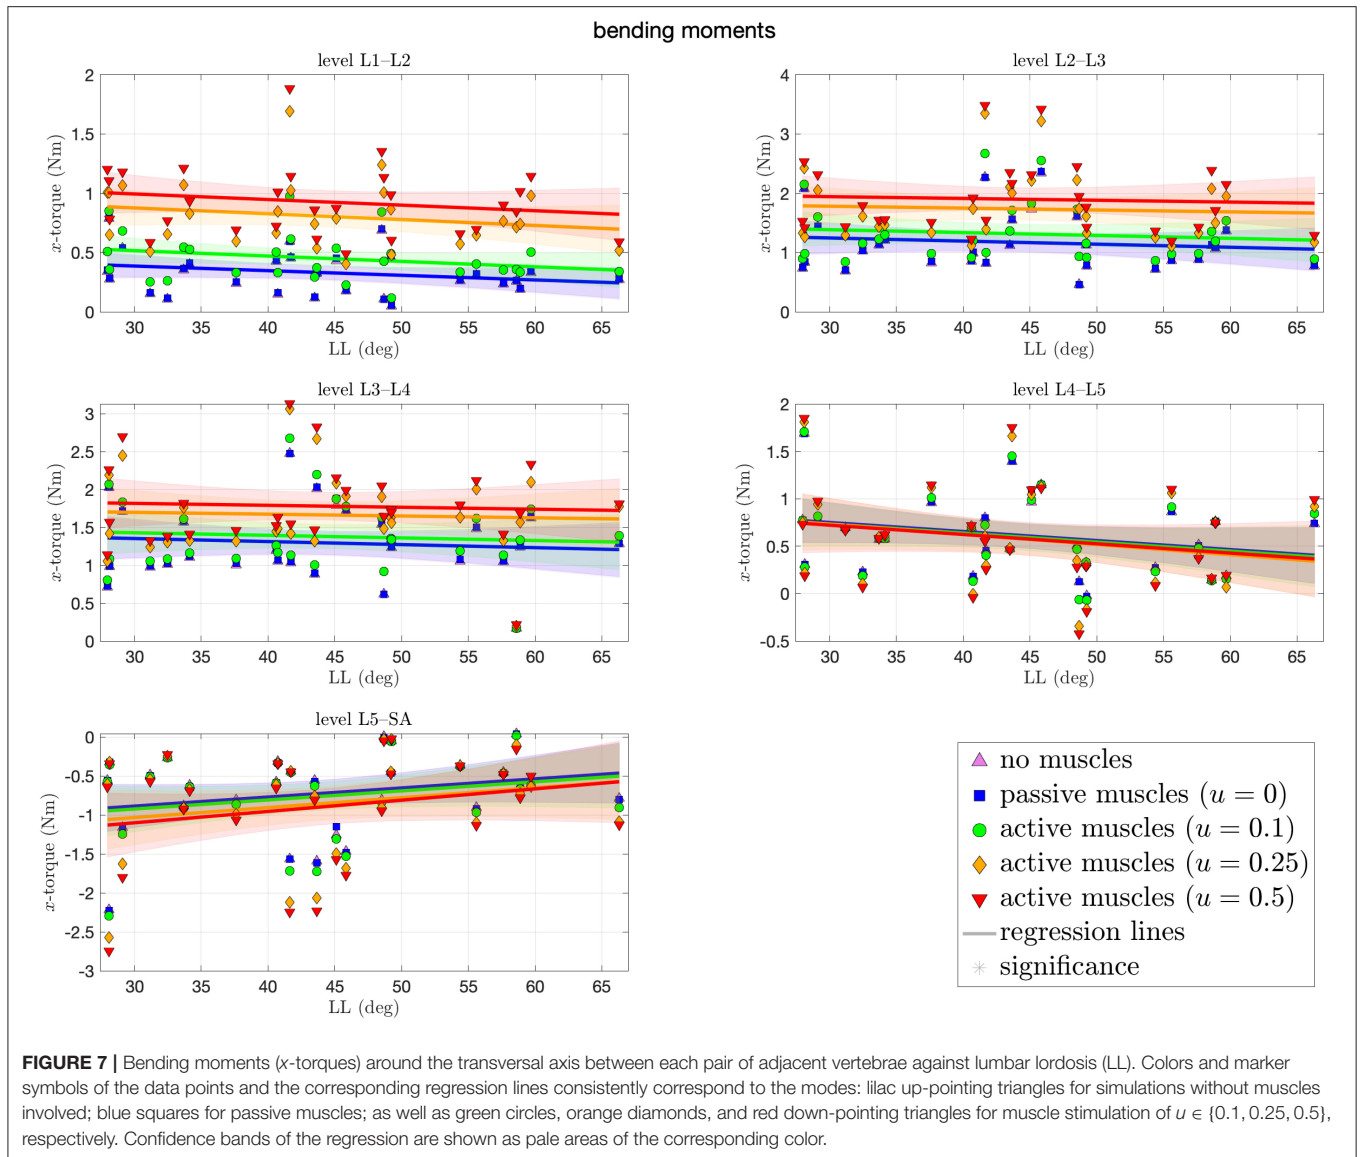 bending moments
level L1–L2
x-torque (Nm)
2
1.5
1
0.5
0
30 35 40 45 50 55 60 65
LL (deg)
level L2–L3
x-torque (Nm)
4
3
2
1
0
30 35 40 45 50 55 60 65
LL (deg)
level L3–L4
x-torque (Nm)
3
2.5
2
1.5
1
0.5
0
30 35 40 45 50 55 60 65
LL (deg)
level L4–L5
x-torque (Nm)
2
1.5
1
0.5
0
-0.5
30 35 40 45 50 55 60 65
LL (deg)
level L5–SA
x-torque (Nm)
0
-0.5
-1
-1.5
-2
-2.5
-3
30 35 40 45 50 55 60 65
LL (deg)
no muscles
passive muscles (u = 0)
active muscles (u = 0.1)
active muscles (u = 0.25)
active muscles (u = 0.5)
regression lines
significance
FIGURE 7 | Bending moments (x-torques) around the transversal axis between each pair of adjacent vertebrae against lumbar lordosis (LL). Colors and marker
symbols of the data points and the corresponding regression lines consistently correspond to the modes: lilac up-pointing triangles for simulations without muscles
involved; blue squares for passive muscles; as well as green circles, orange diamonds, and red down-pointing triangles for muscle stimulation of u ∈ {0.1, 0.25, 0.5},
respectively. Confidence bands of the regression are shown as pale areas of the corresponding color.